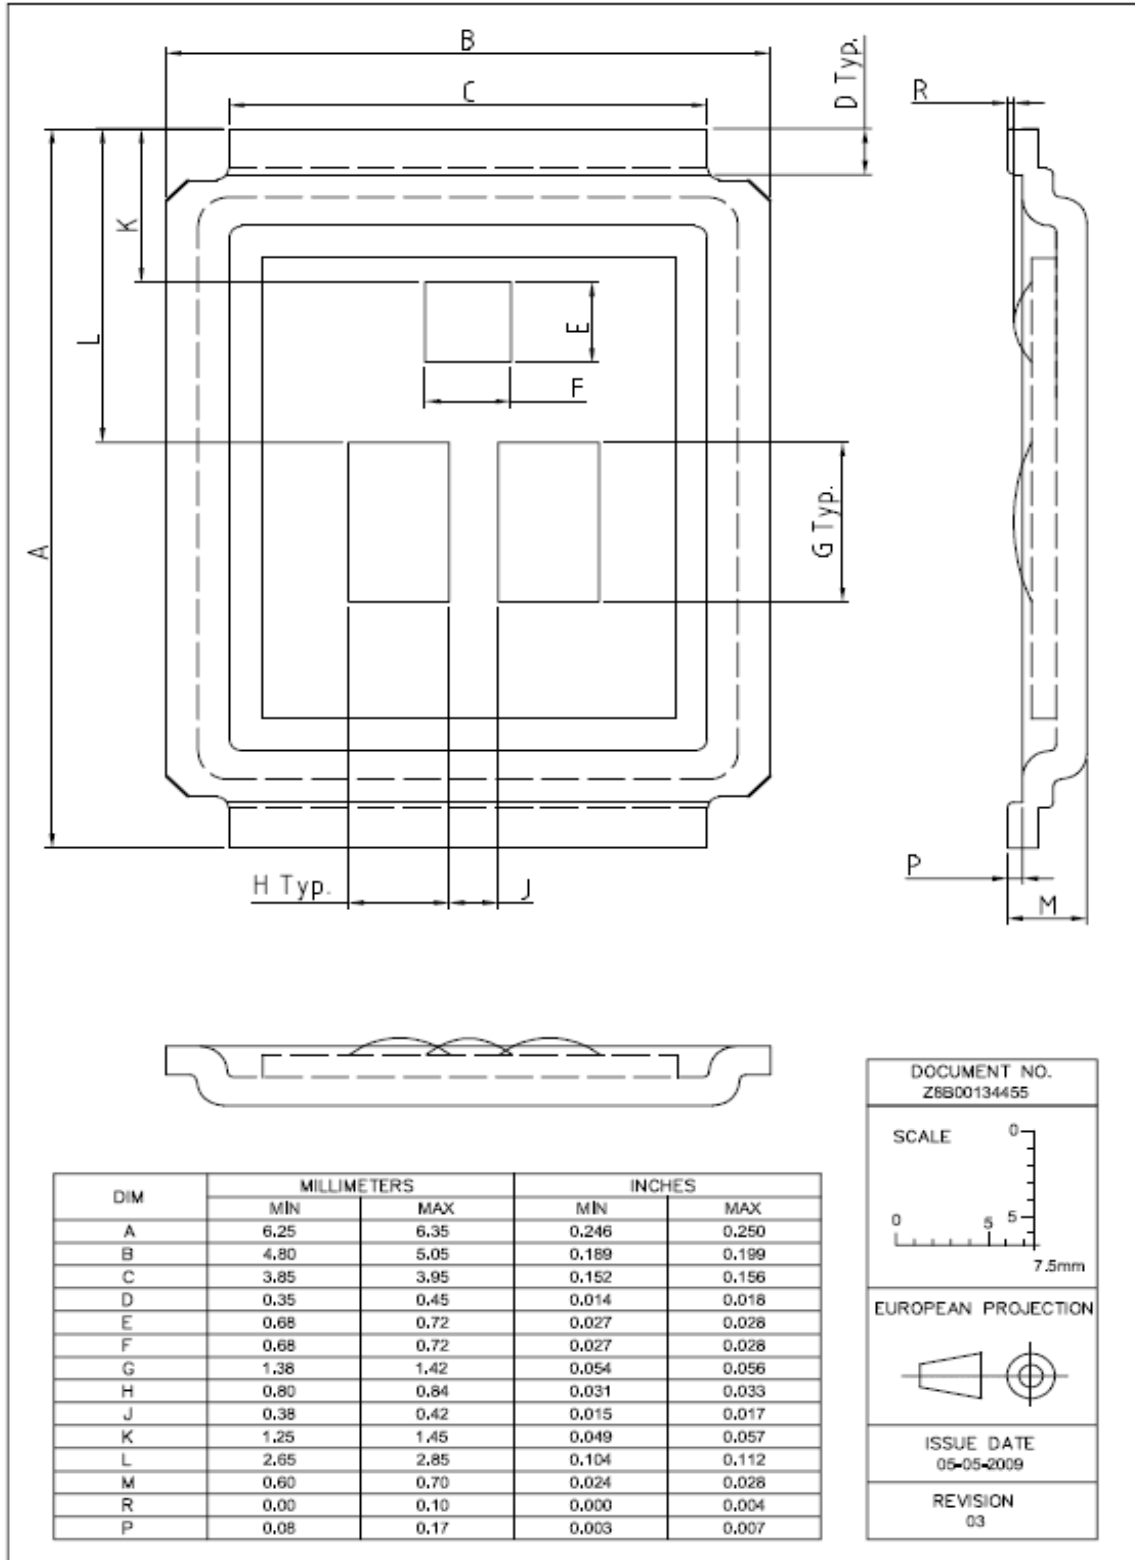 B
C
D Typ.
R
K
L
E
F
A
G Typ.
H Typ.
J
P
M
DIM MILLIMETERS INCHES
MIN MAX MIN MAX
A 6.25 6.35 0.246 0.250
B 4.80 5.05 0.189 0.199
C 3.85 3.95 0.152 0.156
D 0.35 0.45 0.014 0.018
E 0.68 0.72 0.027 0.028
F 0.68 0.72 0.027 0.028
G 1.38 1.42 0.054 0.056
H 0.80 0.84 0.031 0.033
J 0.38 0.42 0.015 0.017
K 1.25 1.45 0.049 0.057
L 2.65 2.85 0.104 0.112
M 0.60 0.70 0.024 0.028
R 0.00 0.10 0.000 0.004
P 0.08 0.17 0.003 0.007
DOCUMENT NO.
Z8B00134455
SCALE 0
0 5 5
7.5mm
EUROPEAN PROJECTION
ISSUE DATE
05-05-2009
REVISION
03